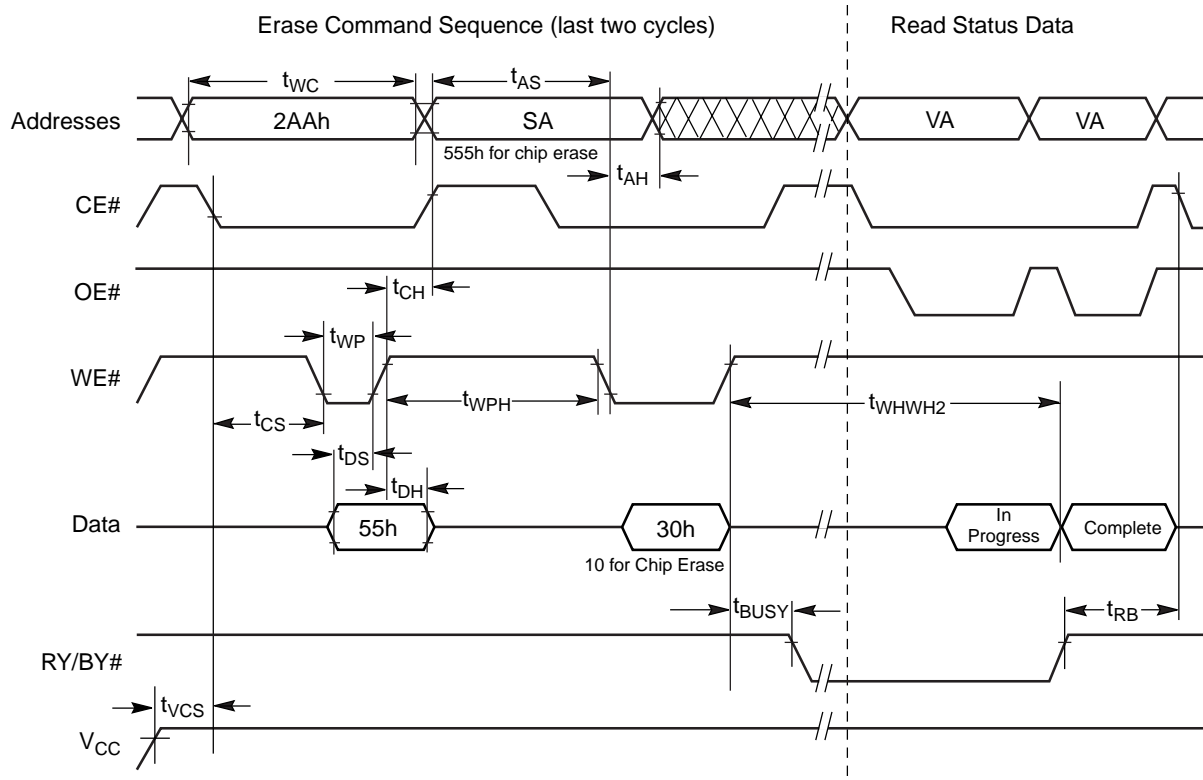 Erase Command Sequence (last two cycles)
Read Status Data
tWC
tAS
Addresses
2AAh
SA
VA
VA
555h for chip erase
tAH
CE#
OE#
tCH
tWP
WE#
tWPH
tWHWH2
tCS
tDS
tDH
Data
55h
30h
In
Progress
Complete
10 for Chip Erase
tBUSY
tRB
RY/BY#
tVCS
VCC